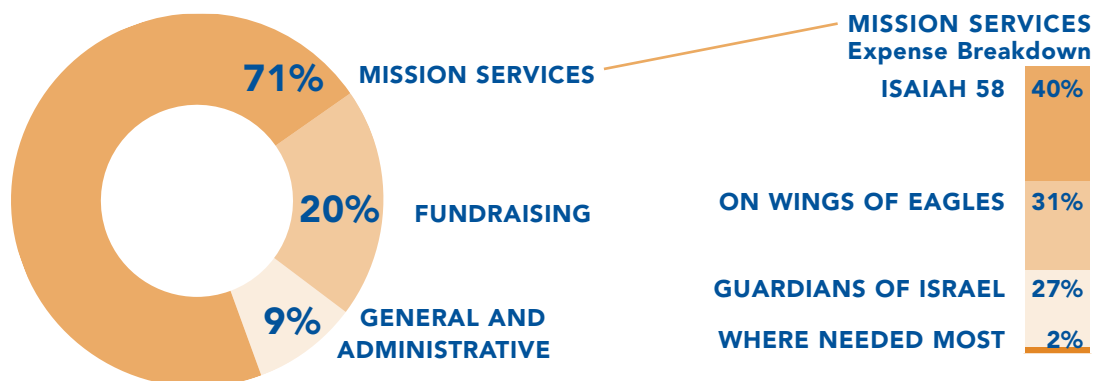 71% MISSION SERVICES
20% FUNDRAISING
9% GENERAL AND
ADMINISTRATIVE
MISSION SERVICES
Expense Breakdown
ISAIAH 58 40%
ON WINGS OF EAGLES 31%
GUARDIANS OF ISRAEL 27%
WHERE NEEDED MOST 2%